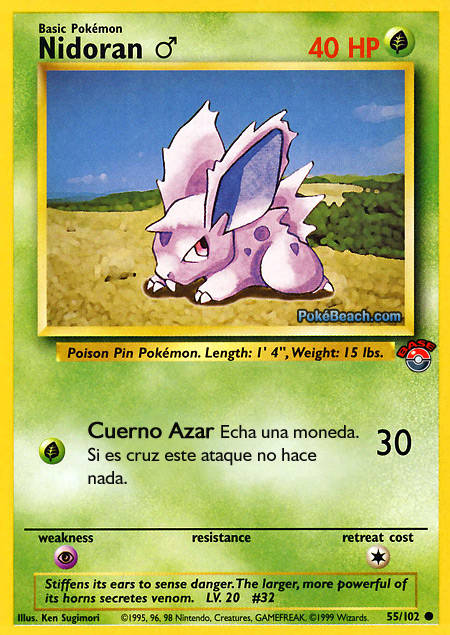 Basic Pokémon
Nidoran ♂ 40 HP
PokéBeach.com
Poison Pin Pokémon. Length: 1' 4", Weight: 15 lbs.
BASE
Cuerno Azar Echa una moneda. 30
Si es cruz este ataque no hace
nada.
weakness resistance retreat cost
Stiffens its ears to sense danger. The larger, more powerful of
its horns secretes venom. LV. 20 #32
Illus. Ken Sugimori ©1995, 96, 98 Nintendo, Creatures, GAMEFREAK. ©1999 Wizards. 55/102 ●